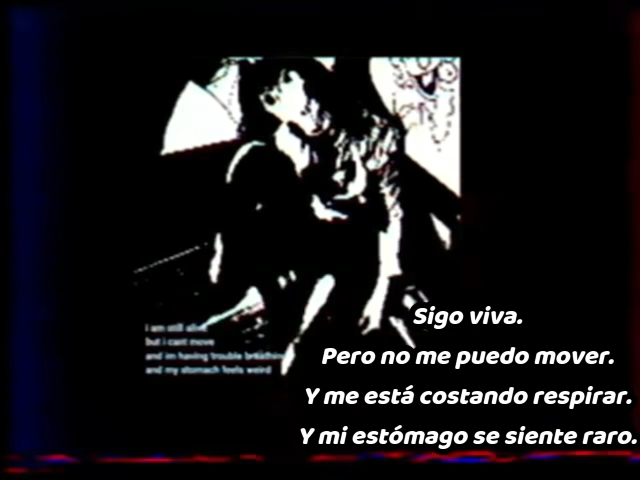 i am still alive
but i cant move
and im having trouble breathing
and my stomach feels weird
Sigo viva.
Pero no me puedo mover.
Y me está costando respirar.
Y mi estómago se siente raro.